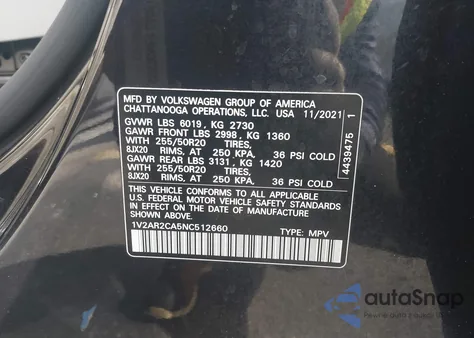 MFD BY VOLKSWAGEN GROUP OF AMERICA
CHATTANOOGA OPERATIONS, LLC. USA 11/2021
GVWR LBS 6019, KG 2730
GAWR FRONT LBS 2998, KG 1360
WITH 255/50R20 TIRES,
8JX20 RIMS, AT 250 KPA. 36 PSI COLD
GAWR REAR LBS 3131, KG 1420
WITH 255/50R20 TIRES,
8JX20 RIMS, AT 250 KPA. 36 PSI COLD
THIS VEHICLE CONFORMS TO ALL APPLICABLE
U.S. FEDERAL MOTOR VEHICLE SAFETY STANDARDS
IN EFFECT ON THE DATE OF MANUFACTURE
SHOWN ABOVE.
1V2AR2CA5NC512660 TYPE: MPV
4439475 1
autoSnap